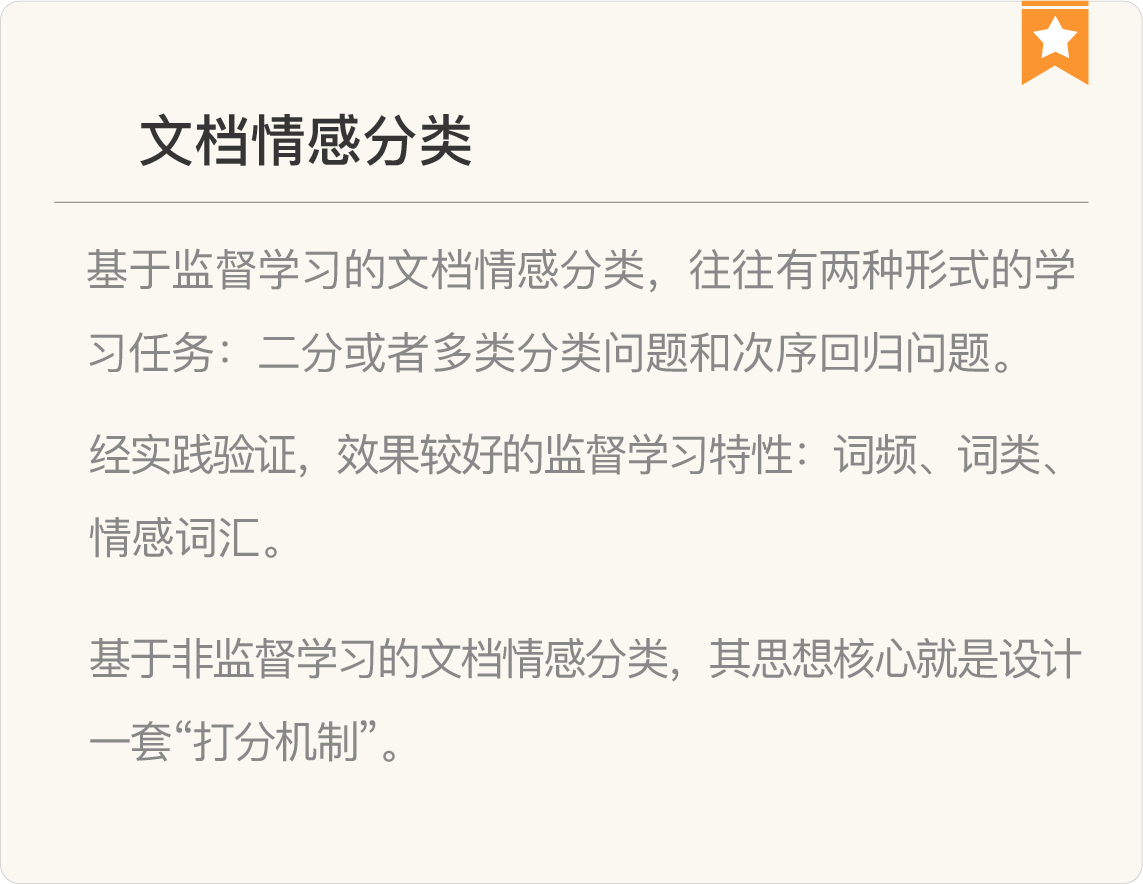 文档情感分类
基于监督学习的文档情感分类，往往有两种形式的学
习任务：二分或者多类分类问题和次序回归问题。
经实践验证，效果较好的监督学习特性：词频、词类、
情感词汇。
基于非监督学习的文档情感分类，其思想核心就是设计
一套“打分机制”。